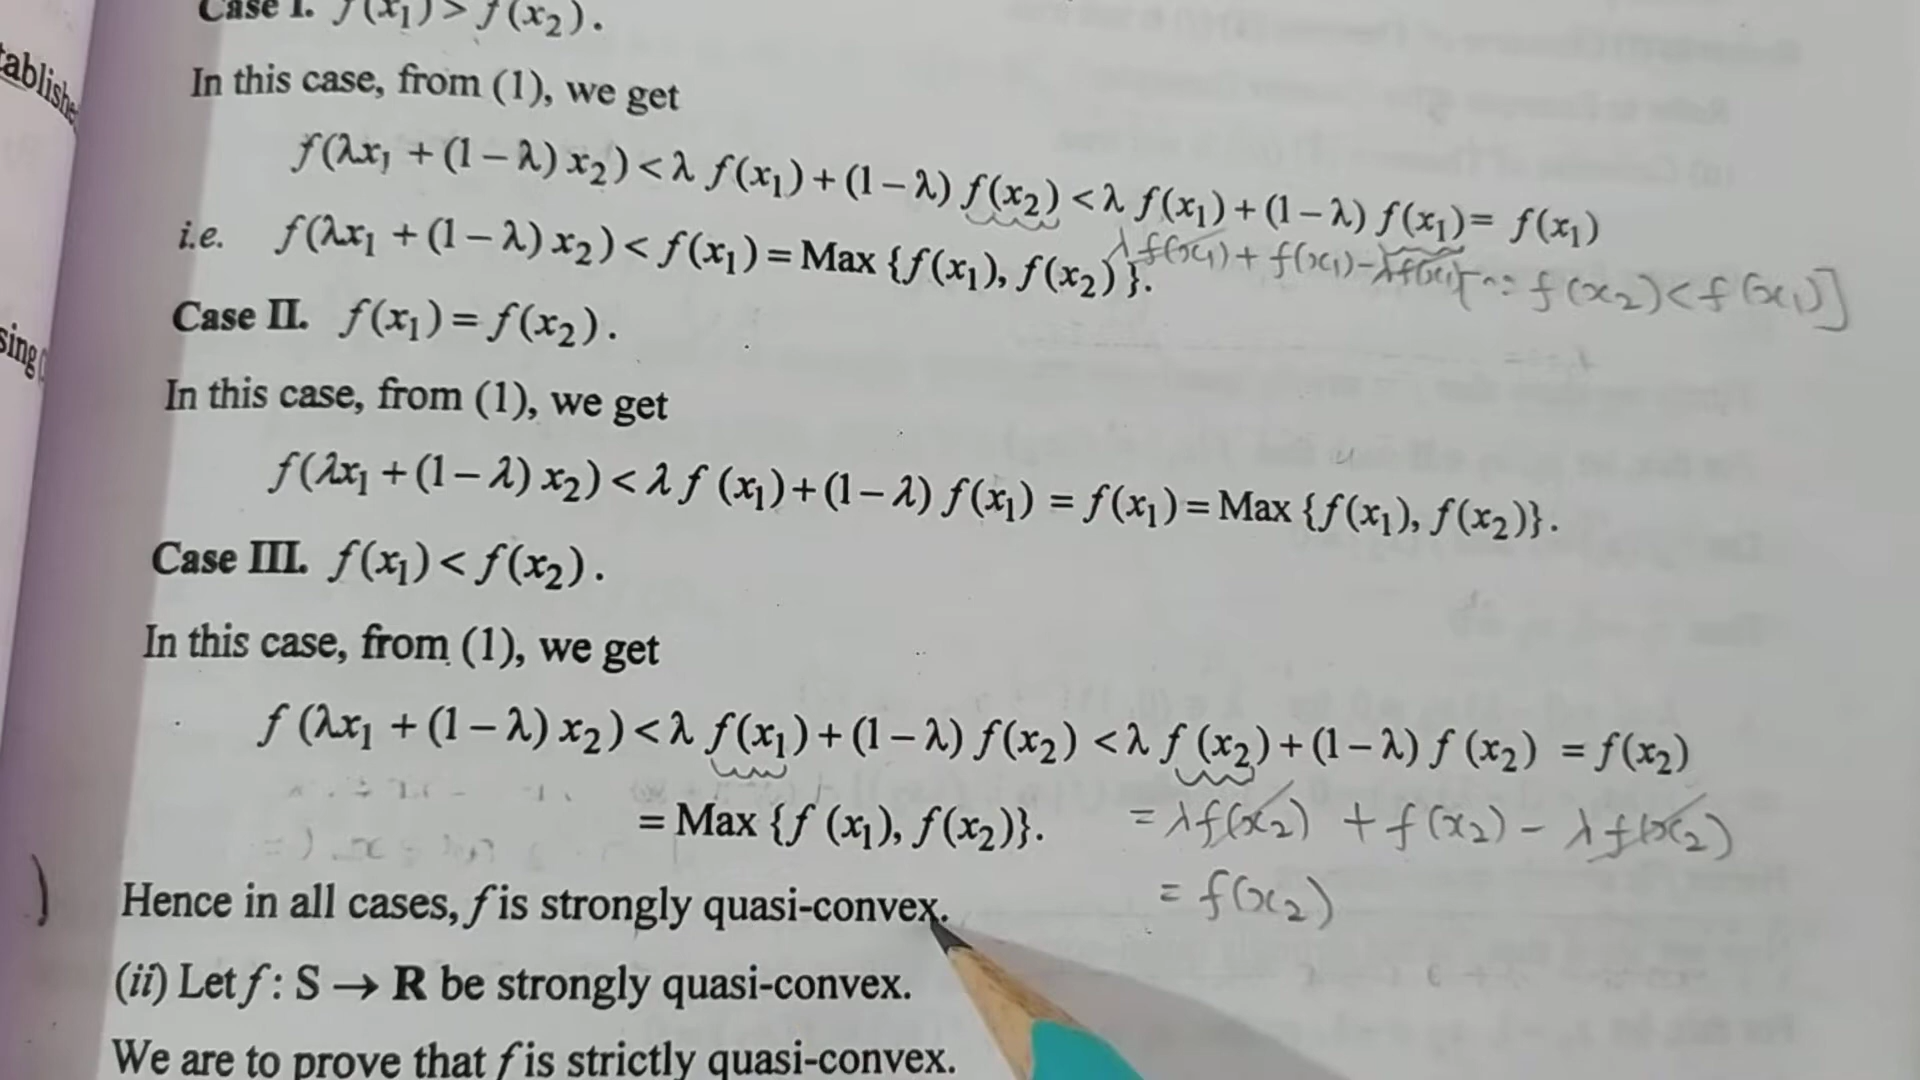 Case I. f(x₁) > f(x₂).
In this case, from (1), we get
f(λx₁ + (1 − λ) x₂) < λ f(x₁) + (1 − λ) f(x₂) < λ f(x₁) + (1 − λ) f(x₁) = f(x₁)
i.e. f(λx₁ + (1 − λ) x₂) < f(x₁) = Max {f(x₁), f(x₂)}.
λf(x₁) + f(x₁) − λf(x₁) [∵ f(x₂) < f(x₁)]
Case II. f(x₁) = f(x₂).
In this case, from (1), we get
f(λx₁ + (1 − λ) x₂) < λ f (x₁) + (1 − λ) f(x₁) = f(x₁) = Max {f(x₁), f(x₂)}.
Case III. f(x₁) < f(x₂).
In this case, from (1), we get
f (λx₁ + (1 − λ) x₂) < λ f(x₁) + (1 − λ) f(x₂) < λ f (x₂) + (1 − λ) f (x₂) = f(x₂)
= Max {f (x₁), f(x₂)}.
= λf(x₂) + f(x₂) − λf(x₂)
Hence in all cases, f is strongly quasi-convex.
= f(x₂)
(ii) Let f : S → R be strongly quasi-convex.
We are to prove that f is strictly quasi-convex.